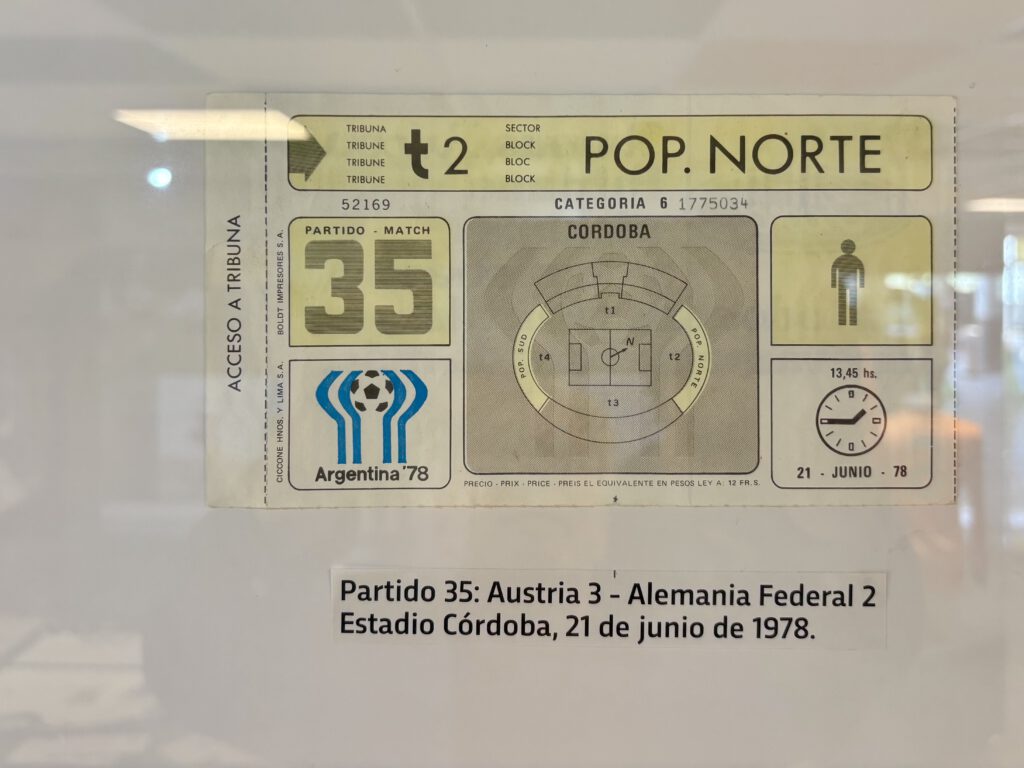 TRIBUNA
TRIBUNE
TRIBUNE
TRIBUNE
t 2
SECTOR
BLOCK
BLOC
BLOCK
POP. NORTE
52169
CATEGORIA 6 1775034
ACCESO A TRIBUNA
BOLDT IMPRESORES S.A.
CICCONE HNOS. Y LIMA S.A.
PARTIDO - MATCH
35
CORDOBA
t1
POP. SUD
t4
N
t2
POP. NORTE
t3
Argentina '78
13,45 hs.
21 - JUNIO - 78
PRECIO - PRIX - PRICE - PREIS EL EQUIVALENTE EN PESOS LEY A: 12 FR.S.
Partido 35: Austria 3 - Alemania Federal 2
Estadio Córdoba, 21 de junio de 1978.